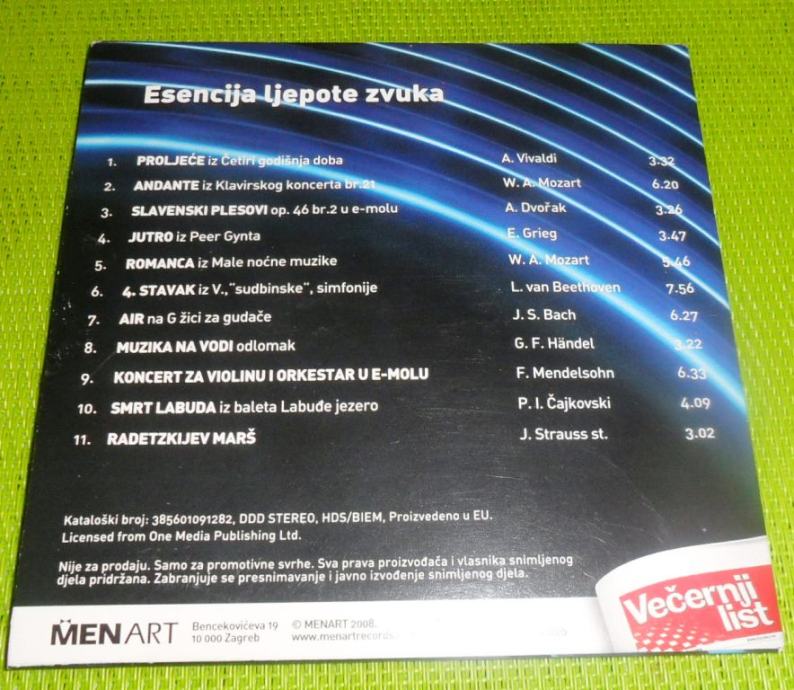 Esencija ljepote zvuka
1. PROLJEĆE iz Četiri godišnja doba A. Vivaldi 3.32
2. ANDANTE iz Klavirskog koncerta br.21 W. A. Mozart 6.20
3. SLAVENSKI PLESOVI op. 46 br.2 u e-molu A. Dvořak 3.26
4. JUTRO iz Peer Gynta E. Grieg 3.47
5. ROMANCA iz Male noćne muzike W. A. Mozart 5.46
6. 4. STAVAK iz V.,"sudbinske", simfonije L. van Beethoven 7.56
7. AIR na G žici za gudače J. S. Bach 6.27
8. MUZIKA NA VODI odlomak G. F. Händel 3.22
9. KONCERT ZA VIOLINU I ORKESTAR U E-MOLU F. Mendelsohn 6.33
10. SMRT LABUDA iz baleta Labuđe jezero P. I. Čajkovski 4.09
11. RADETZKIJEV MARŠ J. Strauss st. 3.02
Kataloški broj: 385601091282, DDD STEREO, HDS/BIEM, Proizvedeno u EU.
Licensed from One Media Publishing Ltd.
Nije za prodaju. Samo za promotivne svrhe. Sva prava proizvođača i vlasnika snimljenog
djela pridržana. Zabranjuje se presnimavanje i javno izvođenje snimljenog djela.
MENART
Bencekovićeva 19
10 000 Zagreb
© MENART 2008.
www.menartrecords.
Večernji
list